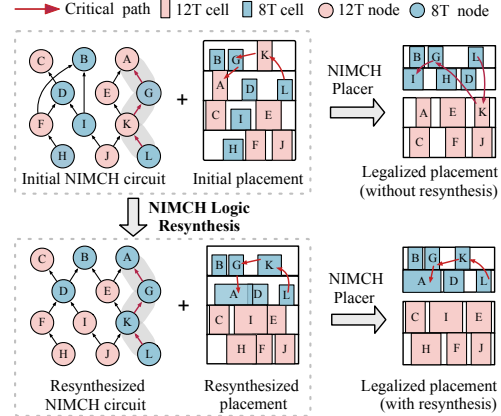 Critical path 12T cell 8T cell 12T node 8T node
C B A
D E G
F I K
H J L
Initial NIMCH circuit
+
B G K
A D L
C I E
H F J
Initial placement
NIMCH
Placer
B G L
I H D
A E K
C F J
Legalized placement
(without resynthesis)
NIMCH Logic
Resynthesis
C B A
D E G
F I K
H J L
Resynthesized
NIMCH circuit
+
B G K
A D L
C I E
H F J
Resynthesized
placement
NIMCH
Placer
B G K
A D L
C I E
H F J
Legalized placement
(with resynthesis)